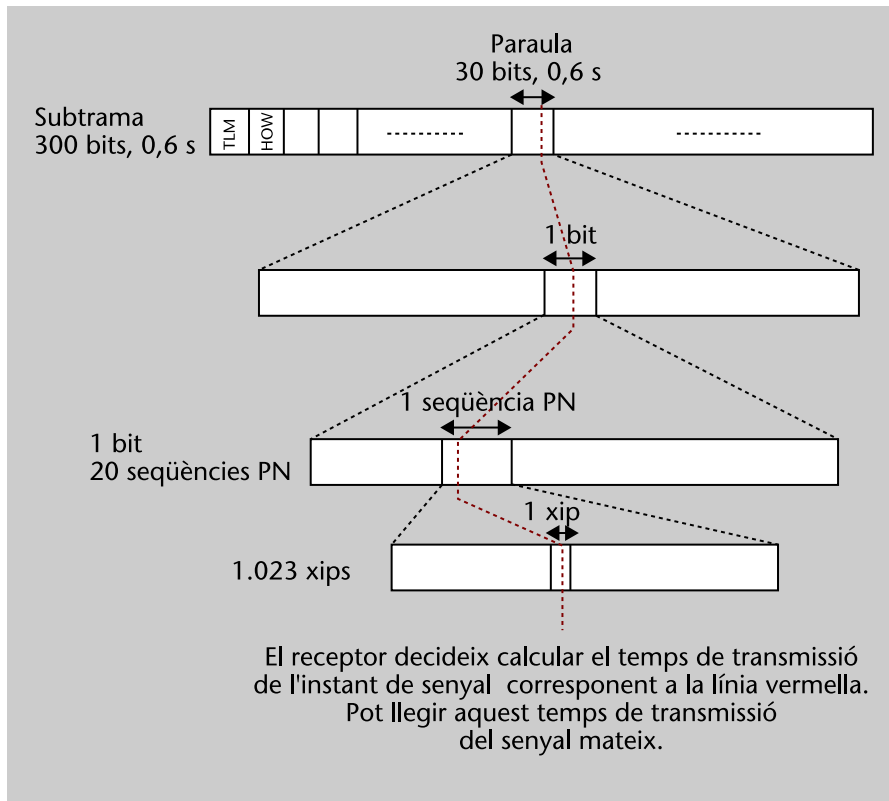 Paraula
30 bits, 0,6 s
Subtrama
300 bits, 0,6 s
TLM
HOW
1 bit
1 seqüència PN
1 bit
20 seqüències PN
1 xip
1.023 xips
El receptor decideix calcular el temps de transmissió
de l'instant de senyal corresponent a la línia vermella.
Pot llegir aquest temps de transmissió
del senyal mateix.